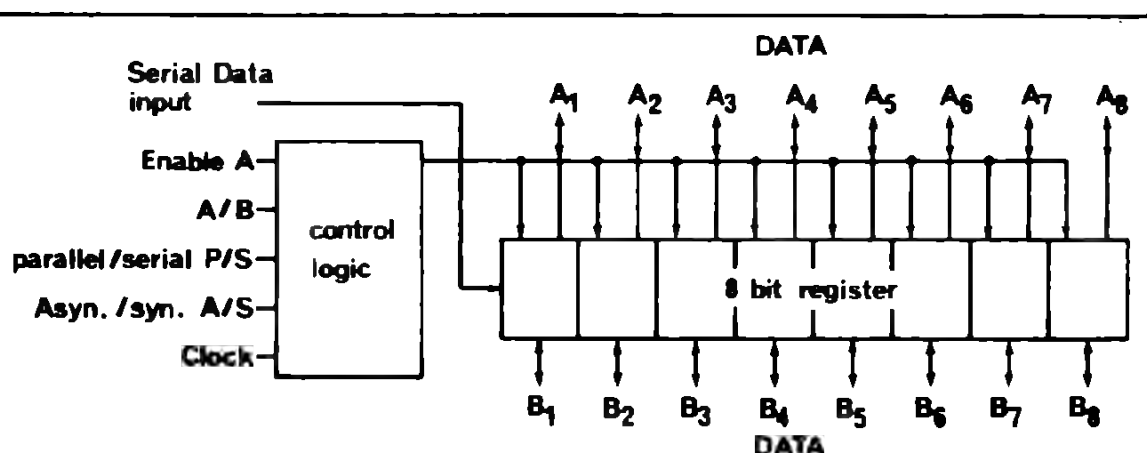 DATA
Serial Data
input
A1 A2 A3 A4 A5 A6 A7 A8
Enable A
A/B
control
logic
parallel/serial P/S
8 bit register
Asyn./syn. A/S
Clock
B1 B2 B3 B4 B5 B6 B7 B8
DATA